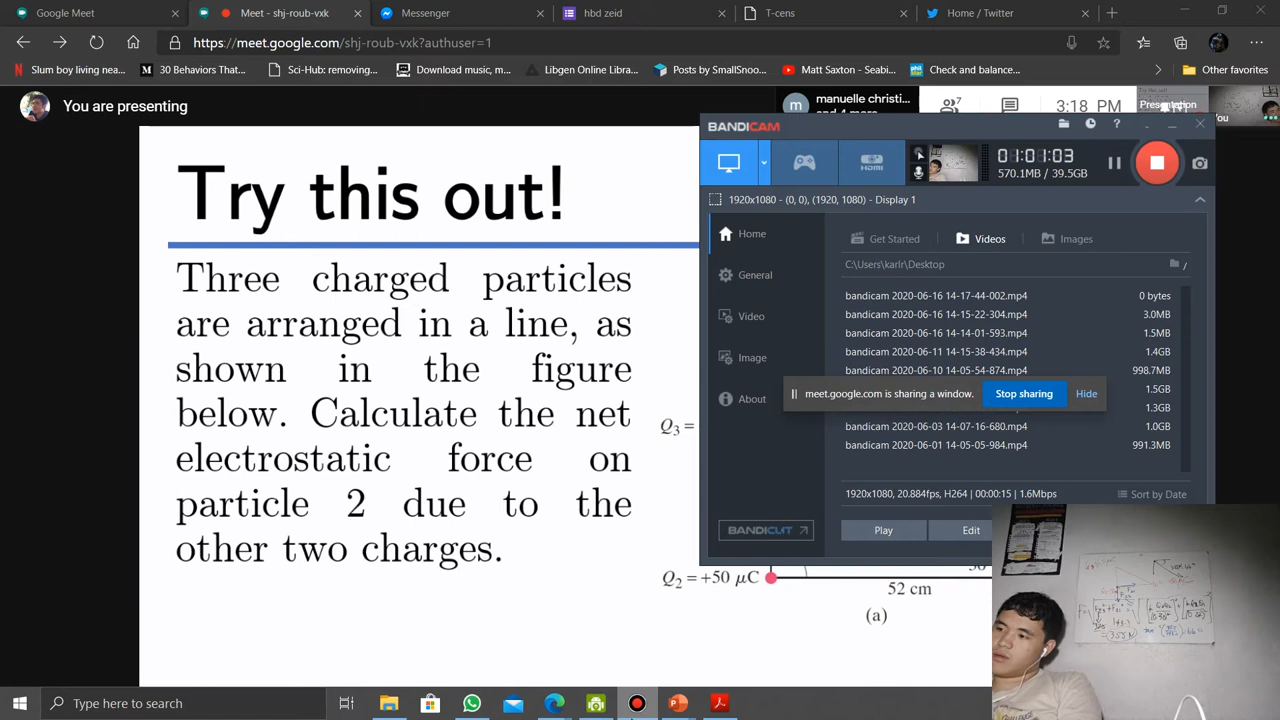 Google Meet
Meet - shj-roub-vxk
Messenger
hbd zeid
T-cens
Home / Twitter
https://meet.google.com/shj-roub-vxk?authuser=1
Slum boy living nea...
30 Behaviors That...
Sci-Hub: removing...
Download music, m...
Libgen Online Libra...
Posts by SmallSnoo...
Matt Saxton - Seabi...
Check and balance...
Other favorites
You are presenting
m
manuelle christi...
7
3:18 PM
Presentation
You
Try this out!
Three charged particles
are arranged in a line, as
shown in the figure
below. Calculate the net
electrostatic force on
particle 2 due to the
other two charges.
Q3 =
Q2 = +50 μC
52 cm
(a)
BANDICAM
HDMI
01:01:03
570.1MB / 39.5GB
1920x1080 - (0, 0), (1920, 1080) - Display 1
Home
General
Video
Image
About
BANDICUT
Get Started
Videos
Images
C:\Users\karlr\Desktop
bandicam 2020-06-16 14-17-44-002.mp4 0 bytes
bandicam 2020-06-16 14-15-22-304.mp4 3.0MB
bandicam 2020-06-16 14-14-01-593.mp4 1.5MB
bandicam 2020-06-11 14-15-38-434.mp4 1.4GB
bandicam 2020-06-10 14-05-54-874.mp4 998.7MB
1.5GB
1.3GB
bandicam 2020-06-03 14-07-16-680.mp4 1.0GB
bandicam 2020-06-01 14-05-05-984.mp4 991.3MB
meet.google.com is sharing a window.
Stop sharing
Hide
1920x1080, 20.884fps, H264 | 00:00:15 | 1.6Mbps
Sort by Date
Play
Edit
Type here to search